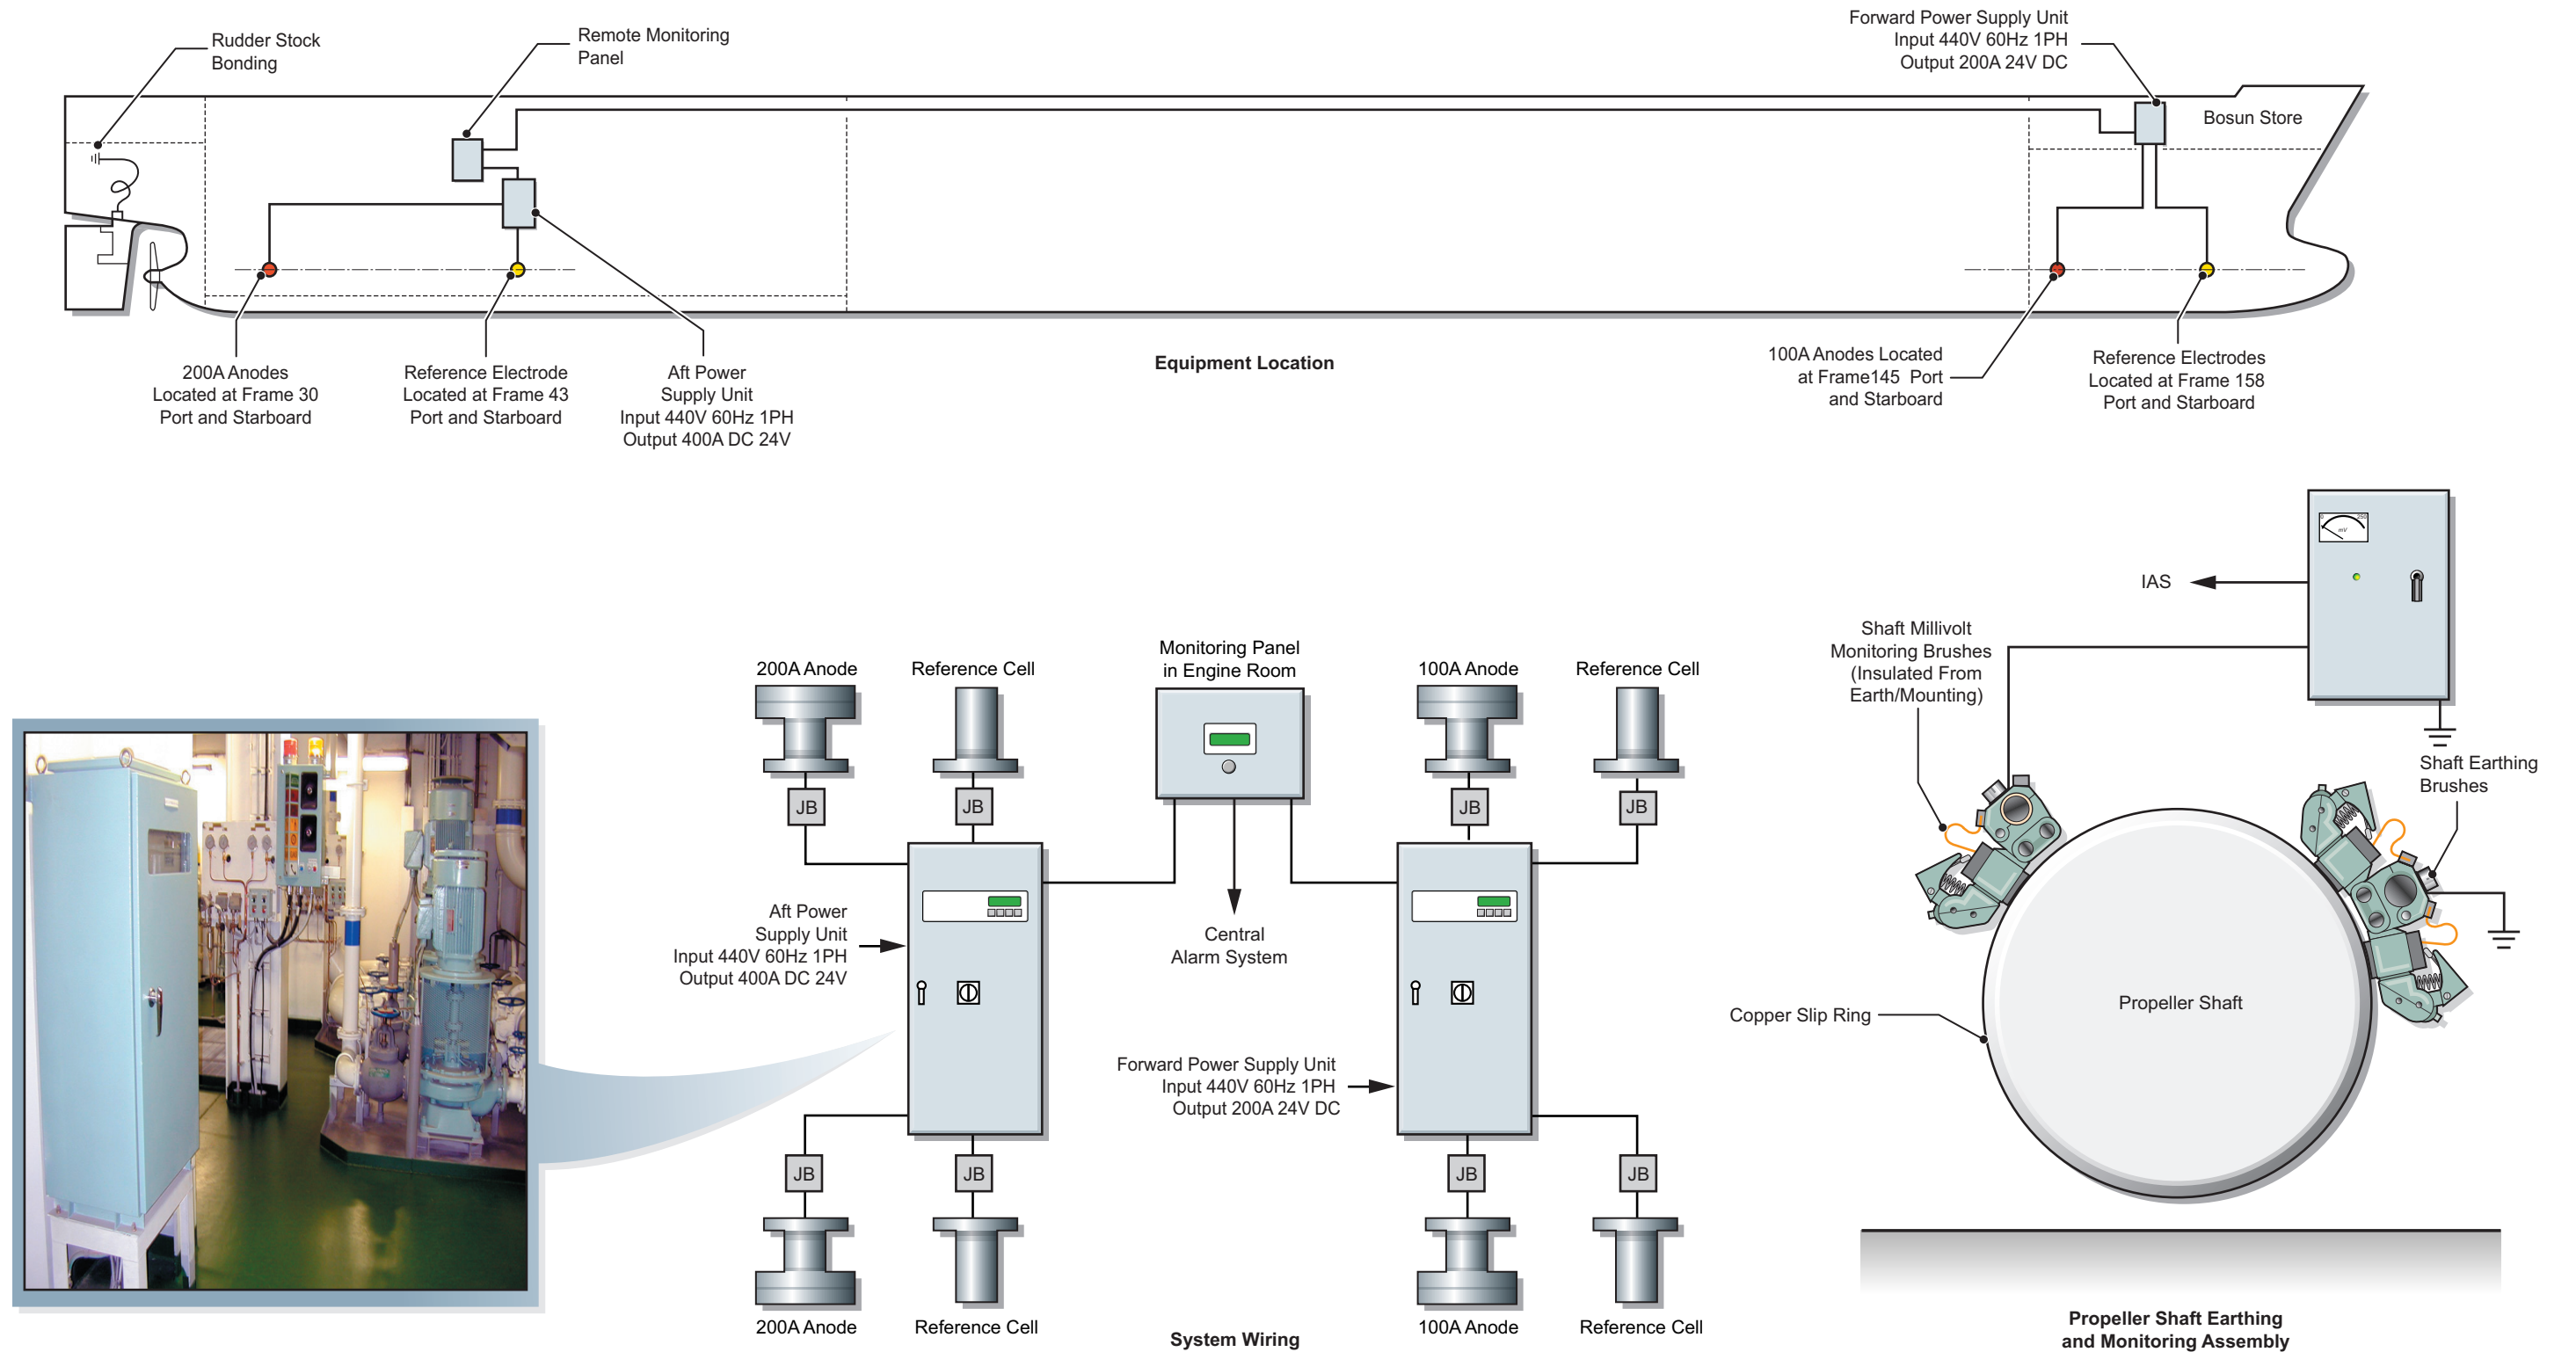 Rudder Stock
Bonding
Remote Monitoring
Panel
Forward Power Supply Unit
Input 440V 60Hz 1PH
Output 200A 24V DC
Bosun Store
200A Anodes
Located at Frame 30
Port and Starboard
Reference Electrode
Located at Frame 43
Port and Starboard
Aft Power
Supply Unit
Input 440V 60Hz 1PH
Output 400A DC 24V
Equipment Location
100A Anodes Located
at Frame145 Port
and Starboard
Reference Electrodes
Located at Frame 158
Port and Starboard
200A Anode
Reference Cell
Monitoring Panel
in Engine Room
100A Anode
Reference Cell
JB
JB
JB
JB
Aft Power
Supply Unit
Input 440V 60Hz 1PH
Output 400A DC 24V
Central
Alarm System
Forward Power Supply Unit
Input 440V 60Hz 1PH
Output 200A 24V DC
JB
JB
JB
JB
200A Anode
Reference Cell
System Wiring
100A Anode
Reference Cell
0 250
mV
IAS
Shaft Millivolt
Monitoring Brushes
(Insulated From
Earth/Mounting)
Shaft Earthing
Brushes
Copper Slip Ring
Propeller Shaft
Propeller Shaft Earthing
and Monitoring Assembly